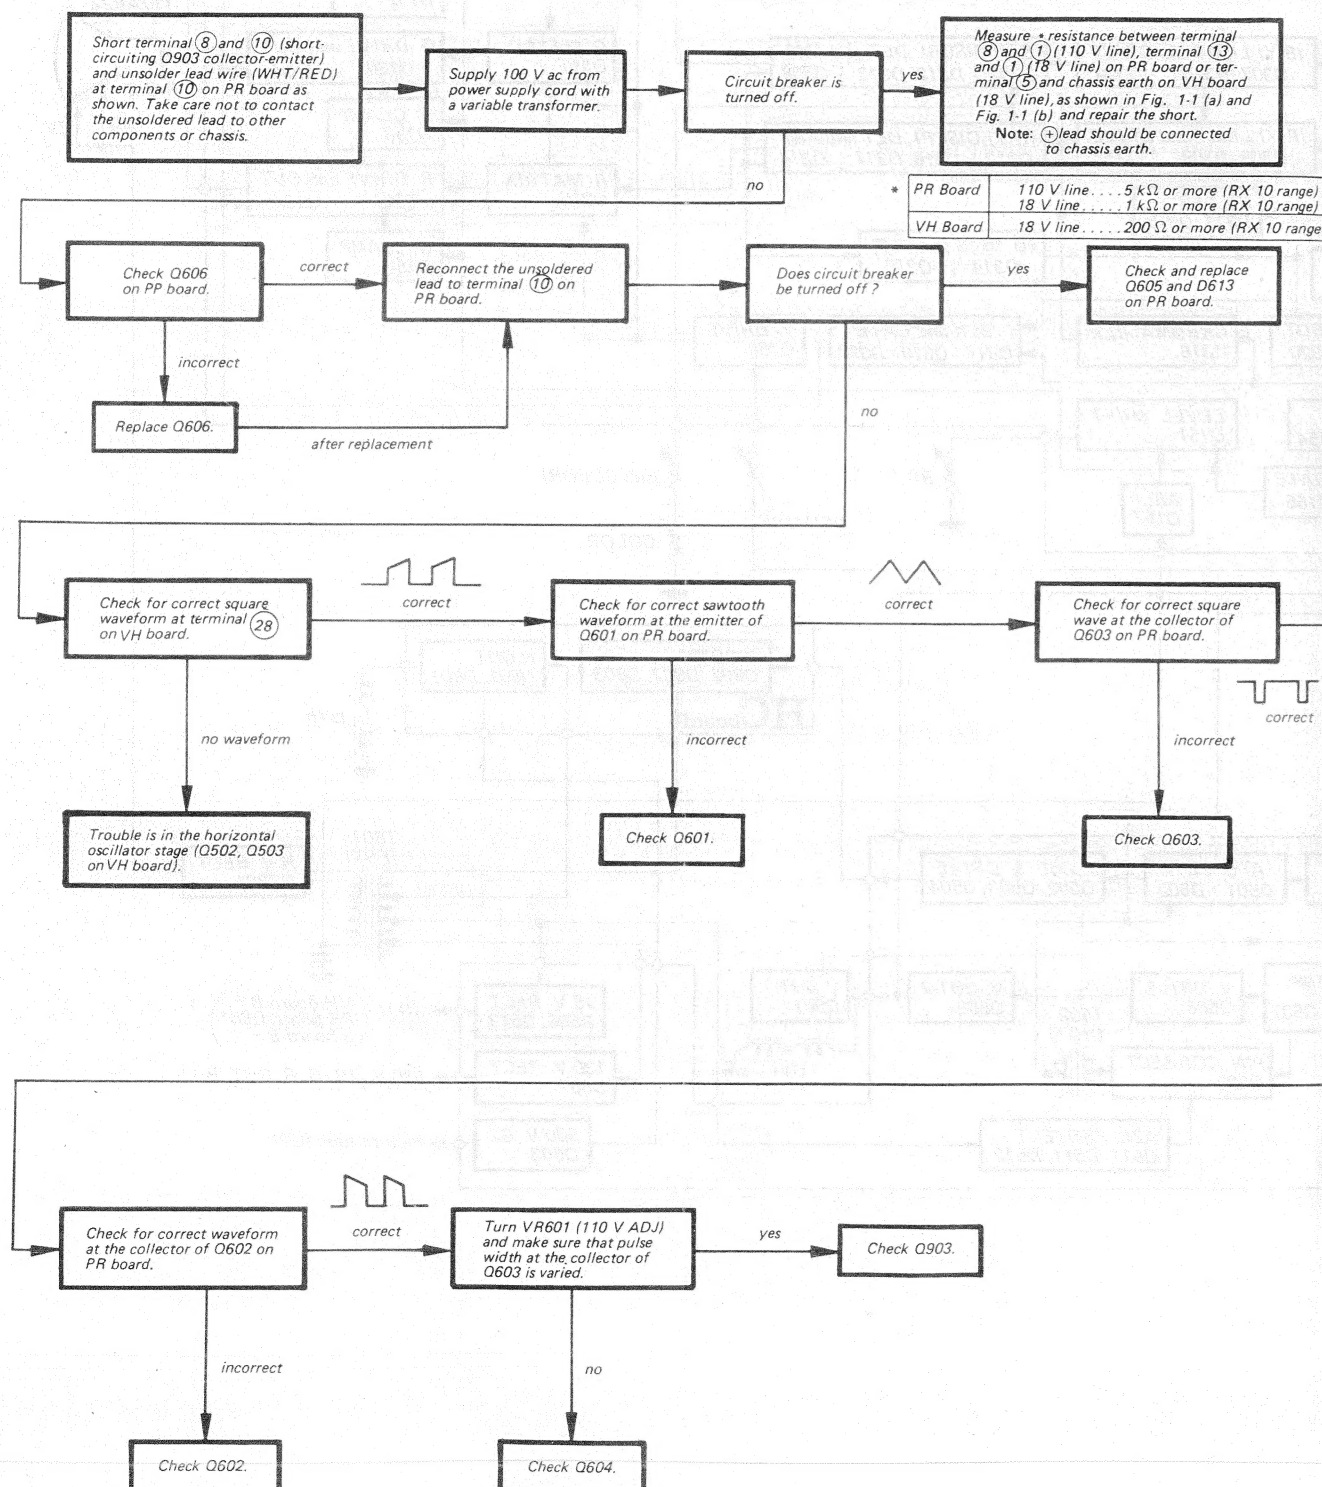 Short terminal ⑧ and ⑩ (short-
circuiting Q903 collector-emitter)
and unsolder lead wire (WHT/RED)
at terminal ⑩ on PR board as
shown. Take care not to contact
the unsoldered lead to other
components or chassis.
Supply 100 V ac from
power supply cord with
a variable transformer.
Circuit breaker is
turned off.
yes
Measure * resistance between terminal
⑧ and ① (110 V line), terminal ⑬
and ① (18 V line) on PR board or ter-
minal ⑤ and chassis earth on VH board
(18 V line), as shown in Fig. 1-1 (a) and
Fig. 1-1 (b) and repair the short.
Note: ⊕ lead should be connected
to chassis earth.
no
* PR Board 110 V line....5 kΩ or more (RX 10 range)
18 V line.....1 kΩ or more (RX 10 range)
VH Board 18 V line.....200 Ω or more (RX 10 range
Check Q606
on PP board.
correct
Reconnect the unsoldered
lead to terminal ⑩ on
PR board.
Does circuit breaker
be turned off ?
yes
Check and replace
Q605 and D613
on PR board.
incorrect
Replace Q606.
after replacement
no
Check for correct square
waveform at terminal ㉘
on VH board.
correct
Check for correct sawtooth
waveform at the emitter of
Q601 on PR board.
correct
Check for correct square
wave at the collector of
Q603 on PR board.
correct
no waveform
incorrect
incorrect
Trouble is in the horizontal
oscillator stage (Q502, Q503
on VH board).
Check Q601.
Check Q603.
Check for correct waveform
at the collector of Q602 on
PR board.
correct
Turn VR601 (110 V ADJ)
and make sure that pulse
width at the collector of
Q603 is varied.
yes
Check Q903.
incorrect
no
Check Q602.
Check Q604.